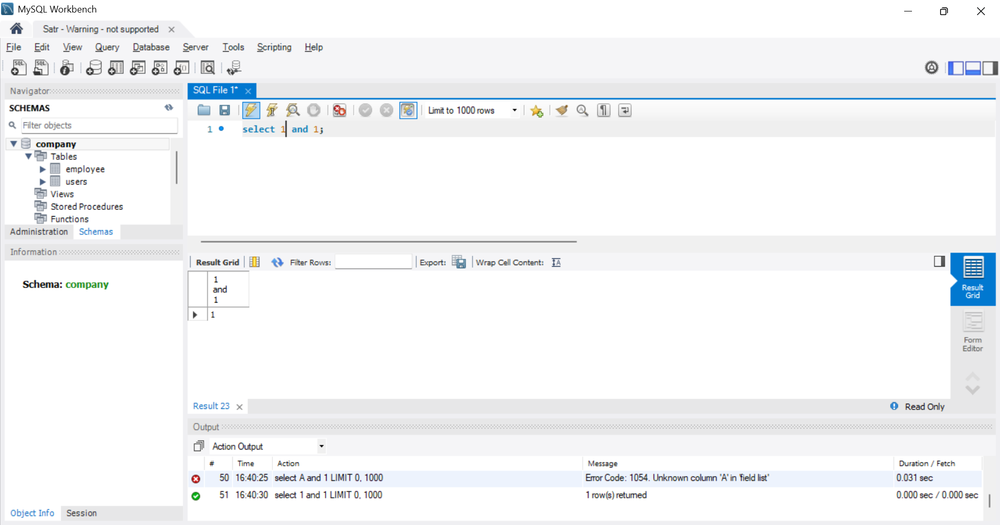 MySQL Workbench
Satr - Warning - not supported
File Edit View Query Database Server Tools Scripting Help
Navigator
SCHEMAS
Filter objects
company
Tables
employee
users
Views
Stored Procedures
Functions
Administration Schemas
Information
Schema: company
Object Info Session
SQL File 1*
Limit to 1000 rows
1 select 1 and 1;
Result Grid Filter Rows: Export: Wrap Cell Content:
1
and
1
1
Result
Grid
Form
Editor
Result 23
Read Only
Output
Action Output
# Time Action Message Duration / Fetch
50 16:40:25 select A and 1 LIMIT 0, 1000 Error Code: 1054. Unknown column 'A' in 'field list' 0.031 sec
51 16:40:30 select 1 and 1 LIMIT 0, 1000 1 row(s) returned 0.000 sec / 0.000 sec